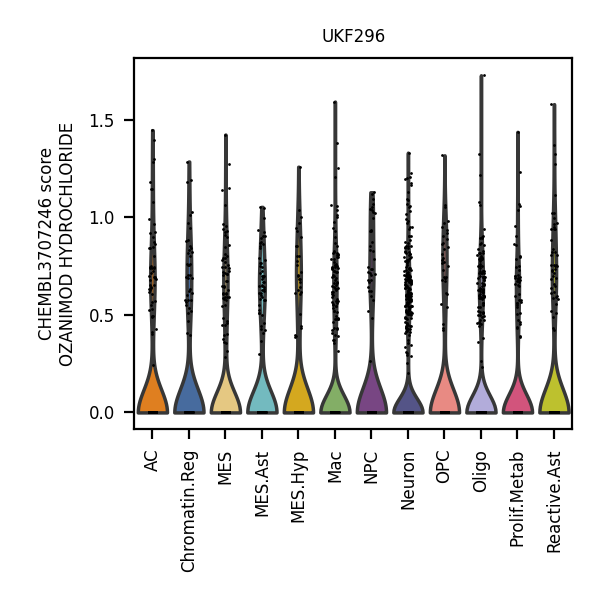 UKF296
CHEMBL3707246 score
OZANIMOD HYDROCHLORIDE
1.5
1.0
0.5
0.0
AC
Chromatin.Reg
MES
MES.Ast
MES.Hyp
Mac
NPC
Neuron
OPC
Oligo
Prolif.Metab
Reactive.Ast